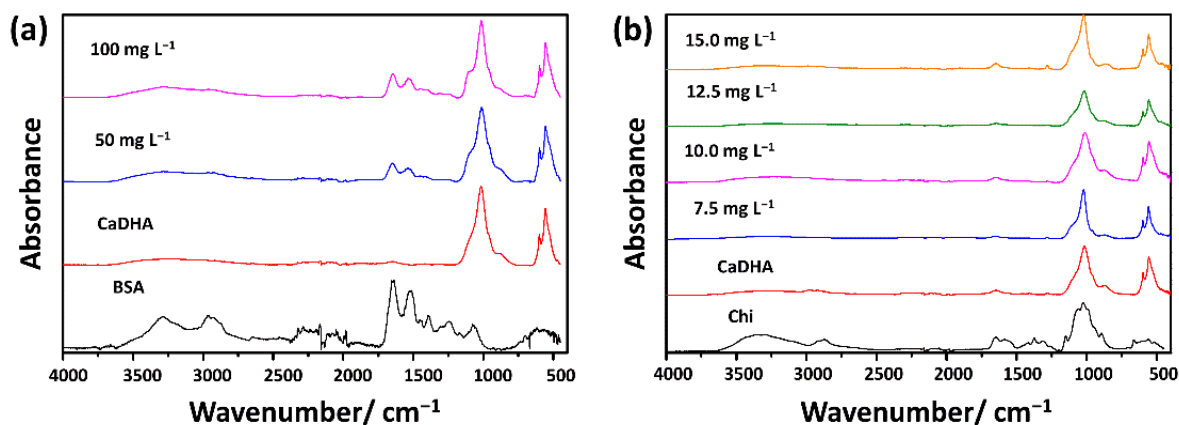 (a)
100 mg L⁻¹
50 mg L⁻¹
CaDHA
BSA
Absorbance
4000 3500 3000 2500 2000 1500 1000 500
Wavenumber/ cm⁻¹
(b)
15.0 mg L⁻¹
12.5 mg L⁻¹
10.0 mg L⁻¹
7.5 mg L⁻¹
CaDHA
Chi
Absorbance
4000 3500 3000 2500 2000 1500 1000 500
Wavenumber/ cm⁻¹